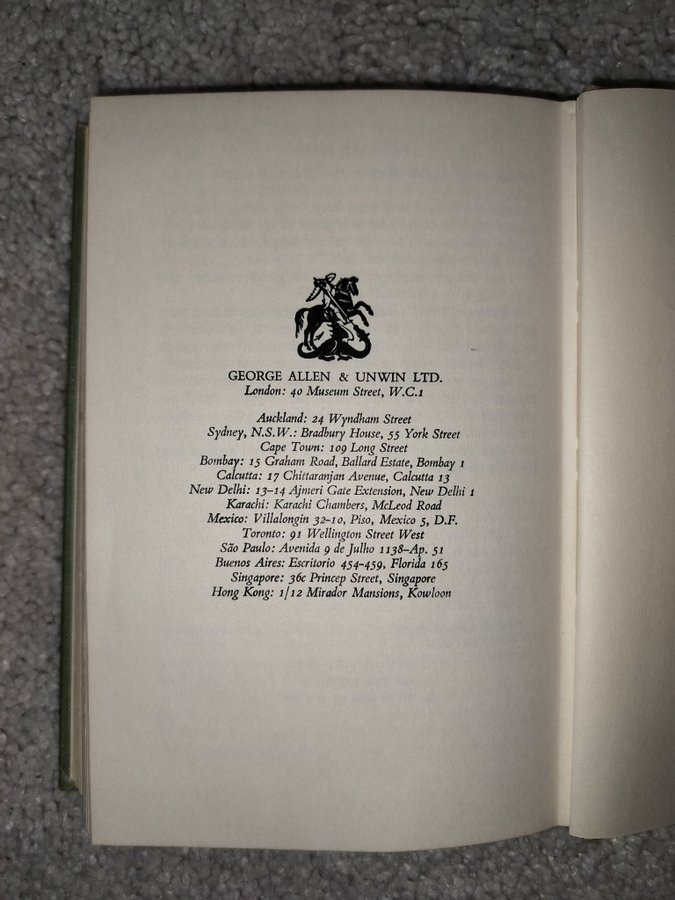 GEORGE ALLEN & UNWIN LTD.
London: 40 Museum Street, W.C.1
Auckland: 24 Wyndham Street
Sydney, N.S.W.: Bradbury House, 55 York Street
Cape Town: 109 Long Street
Bombay: 15 Graham Road, Ballard Estate, Bombay 1
Calcutta: 17 Chittaranjan Avenue, Calcutta 13
New Delhi: 13–14 Ajmeri Gate Extension, New Delhi 1
Karachi: Karachi Chambers, McLeod Road
Mexico: Villalongin 32–10, Piso, Mexico 5, D.F.
Toronto: 91 Wellington Street West
São Paulo: Avenida 9 de Julho 1138–Ap. 51
Buenos Aires: Escritorio 454–459, Florida 165
Singapore: 36c Princep Street, Singapore
Hong Kong: 1/12 Mirador Mansions, Kowloon